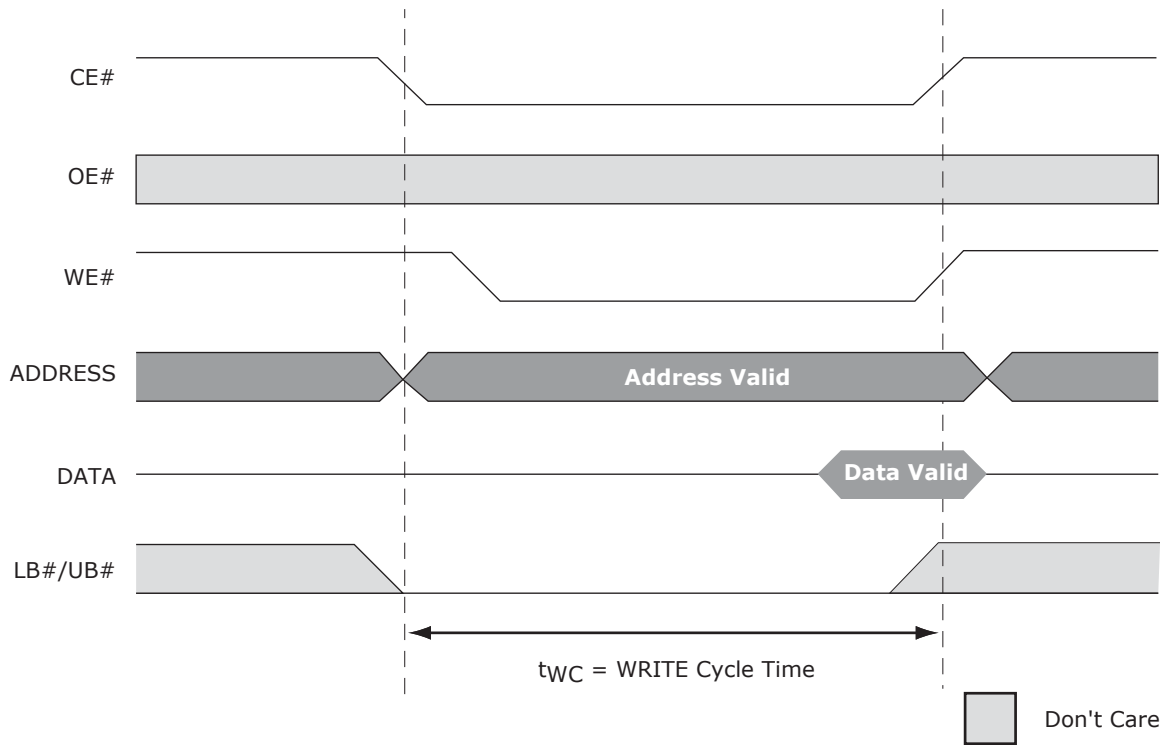 CE#
OE#
WE#
ADDRESS
Address Valid
DATA
Data Valid
LB#/UB#
tWC = WRITE Cycle Time
Don't Care